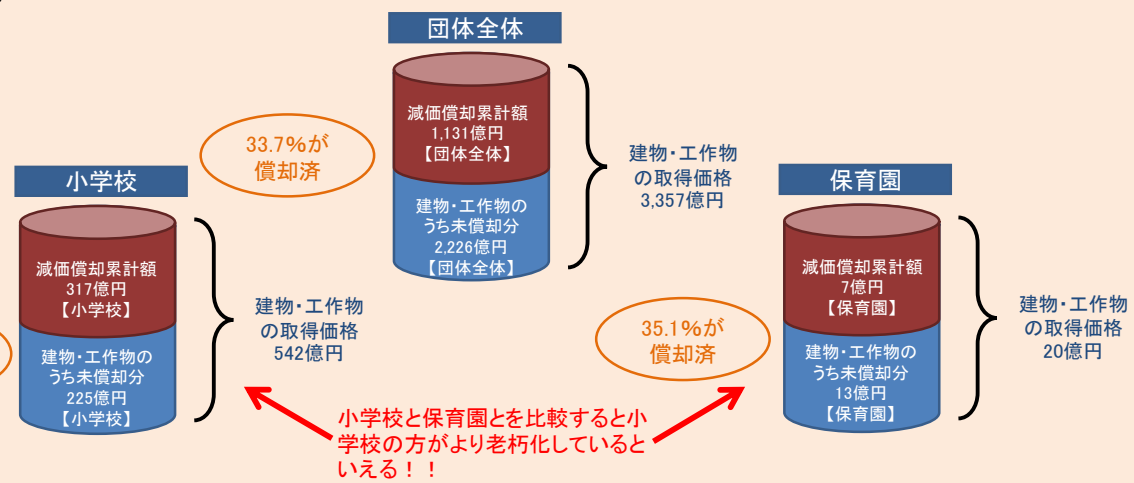 団体全体
減価償却累計額
1,131億円
【団体全体】
建物・工作物の
うち未償却分
2,226億円
【団体全体】
33.7%が
償却済
建物・工作物
の取得価格
3,357億円
小学校
減価償却累計額
317億円
【小学校】
建物・工作物の
うち未償却分
225億円
【小学校】
建物・工作物
の取得価格
542億円
保育園
減価償却累計額
7億円
【保育園】
建物・工作物の
うち未償却分
13億円
【保育園】
35.1%が
償却済
建物・工作物
の取得価格
20億円
小学校と保育園とを比較すると小
学校の方がより老朽化していると
いえる！！